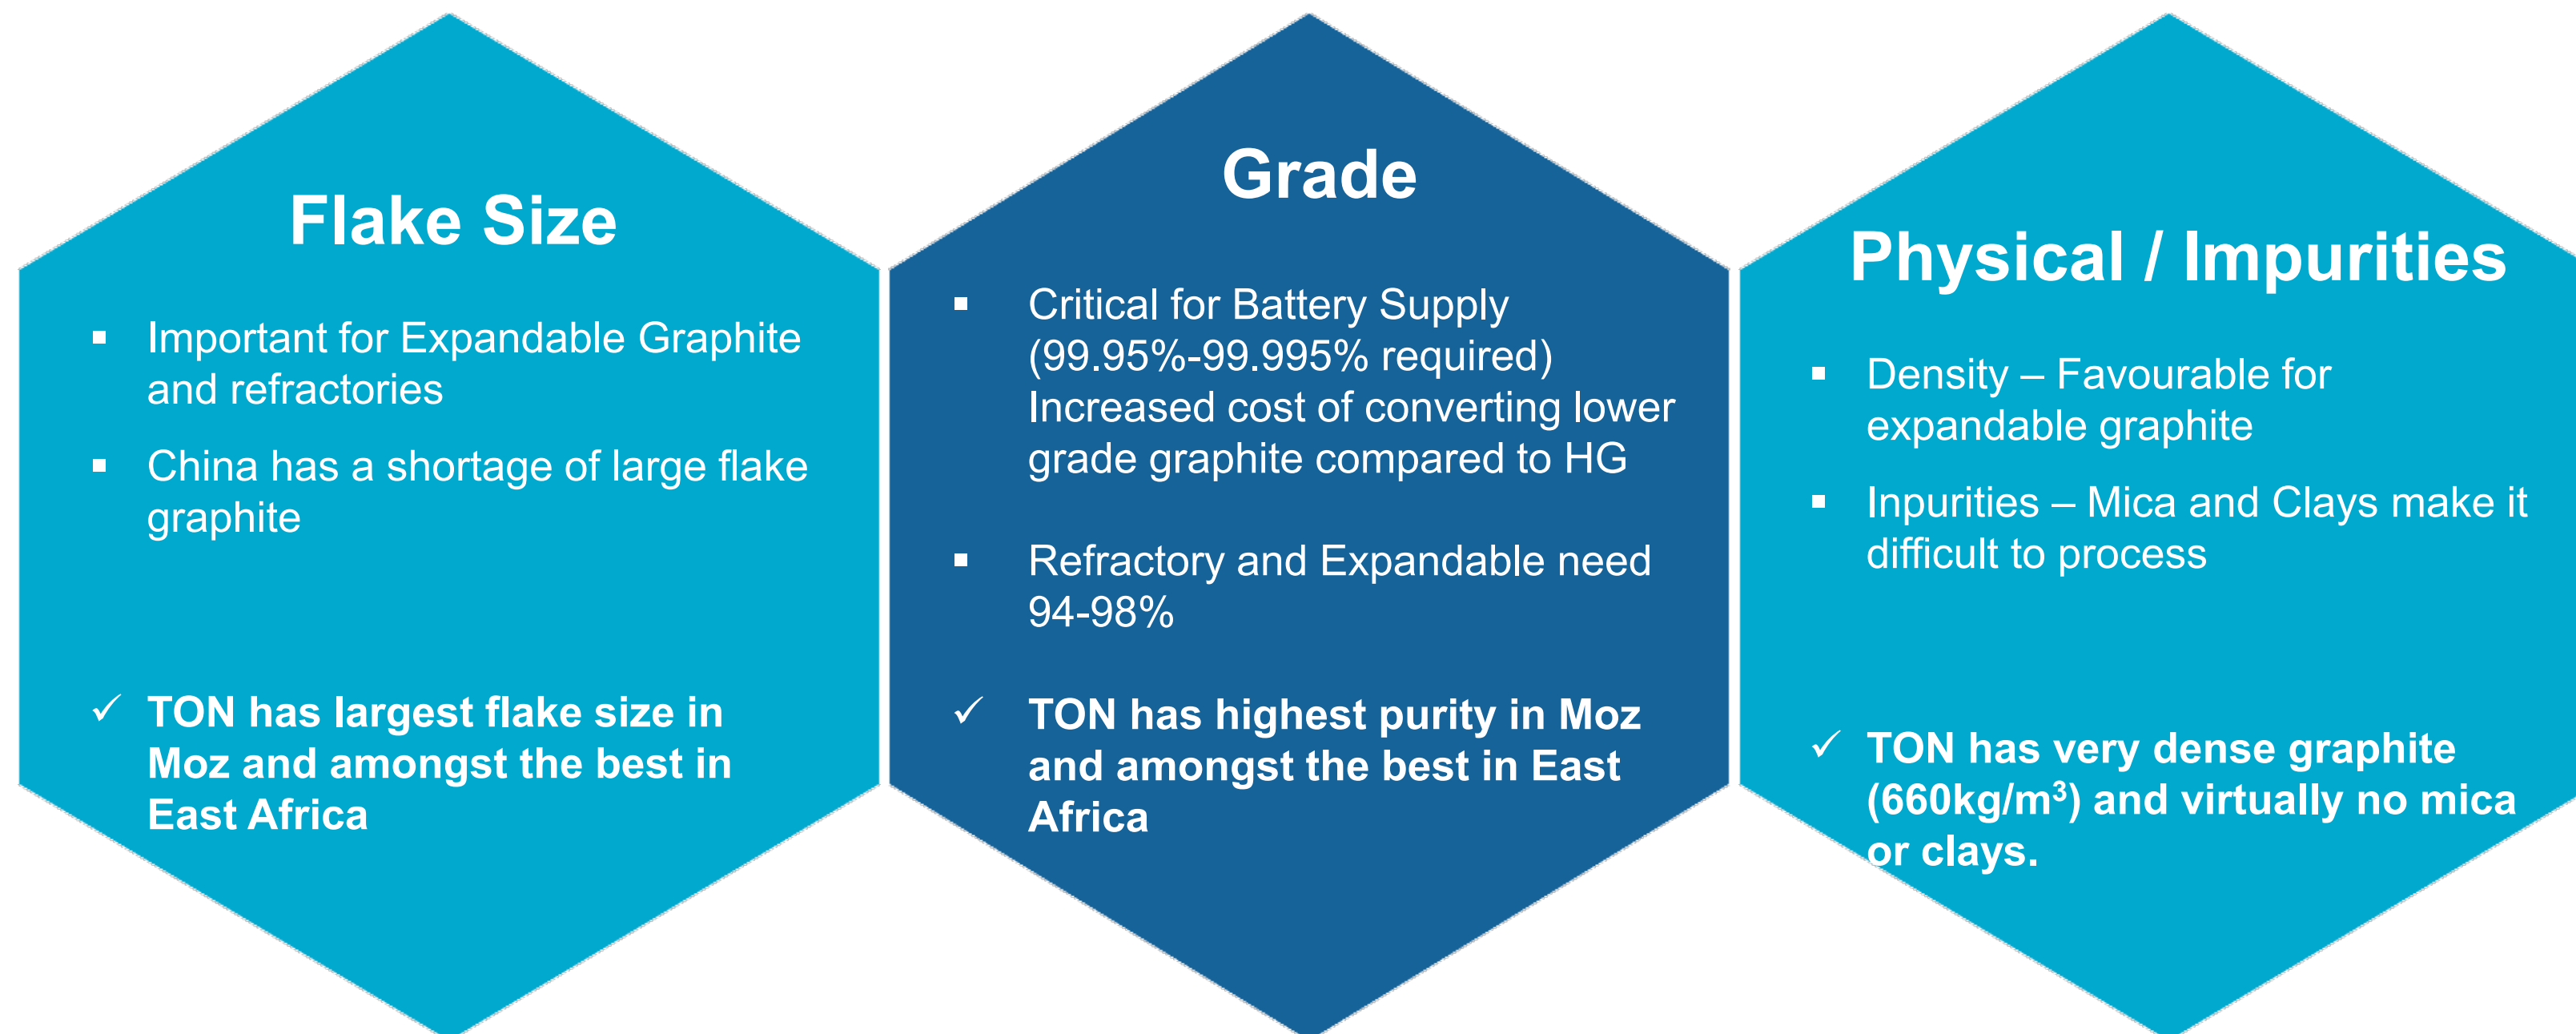 Flake Size
▪ Important for Expandable Graphite
and refractories
▪ China has a shortage of large flake
graphite
✓ TON has largest flake size in
Moz and amongst the best in
East Africa
Grade
▪ Critical for Battery Supply
(99.95%-99.995% required)
Increased cost of converting lower
grade graphite compared to HG
▪ Refractory and Expandable need
94-98%
✓ TON has highest purity in Moz
and amongst the best in East
Africa
Physical / Impurities
▪ Density – Favourable for
expandable graphite
▪ Inpurities – Mica and Clays make it
difficult to process
✓ TON has very dense graphite
(660kg/m³) and virtually no mica
or clays.